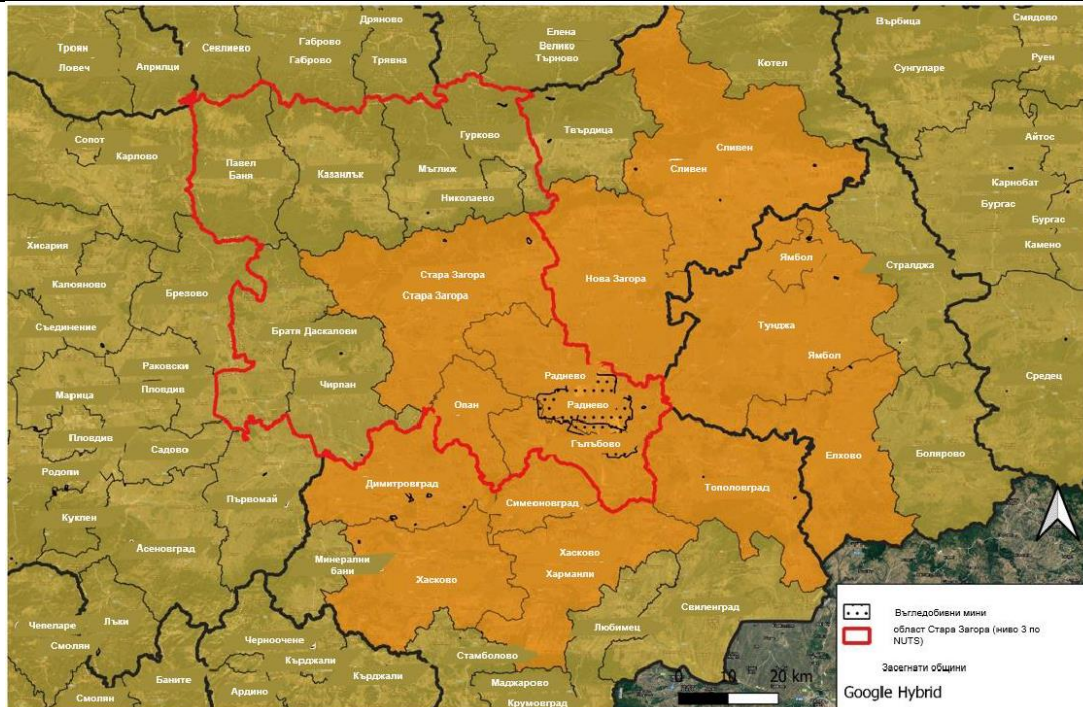 Дряново
Троян
Севлиеко
Габрово
Елена
Върбица
Смядово
Велико
Ловеч
Априлци
Габрово
Трявна
Търново
Котел
Сунгуларе
Руен
Сопот
Карлово
Гурково
Твърдица
Айтос
Павел
Баня
Казанлък
Мъглиж
Сливен
Сливен
Карнобат
Николаево
Бургас
Бургас
Хисария
Камено
Стара Загора
Нова Загора
Ямбол
Стралджа
Калояново
Стара Загора
Брезово
Съединение
Братя Даскалови
Тунджа
Ямбол
Раковски
Раднево
Средец
Марица
Пловдив
Чирпан
Ован
Раднево
Пловдив
Садово
Гълъбово
Болярово
Родопи
Димитровград
Симеоновград
Тополовград
Елхово
Куклен
Първомай
Асеновград
Минерални
бани
Хасково
Хасково
Харманли
Свиленград
Чепеларе
Лъки
Любимец
Смолян
Черноочене
Стамболово
Баните
Кърджали
Кърджали
Маджарово
Смолян
Ардино
Крумовград
0 10 20 km
Въгледобивни мини
област Стара Загора (ниво 3 по
NUTS)
Засегнати общини
Google Hybrid